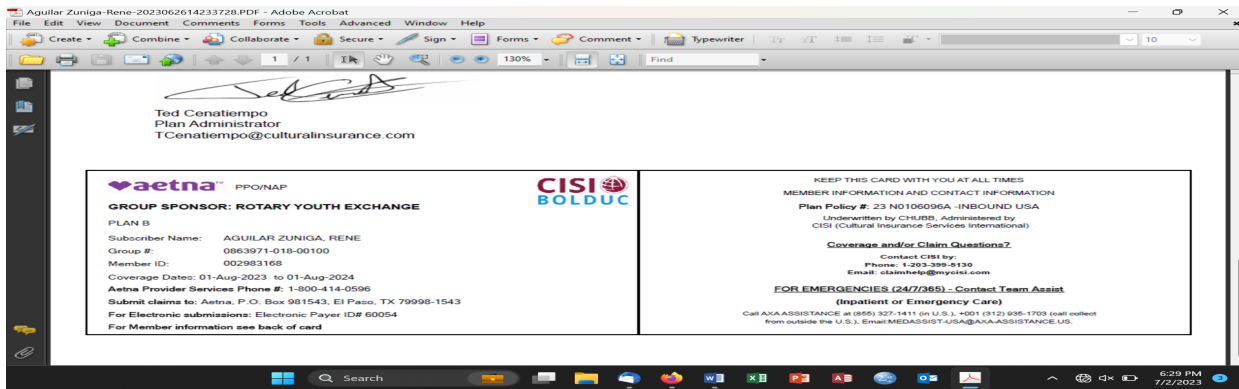 Aguilar Zuniga-Rene-2023062614233728.PDF - Adobe Acrobat
File Edit View Document Comments Forms Tools Advanced Window Help
Create Combine Collaborate Secure Sign Forms Comment Typewriter 10
1 / 1 130% Find
Ted Cenatiempo
Plan Administrator
TCenatiempo@culturalinsurance.com
aetna™ PPO/NAP
CISI
BOLDUC
GROUP SPONSOR: ROTARY YOUTH EXCHANGE
PLAN B
Subscriber Name: AGUILAR ZUNIGA, RENE
Group #: 0863971-018-00100
Member ID: 002983168
Coverage Dates: 01-Aug-2023 to 01-Aug-2024
Aetna Provider Services Phone #: 1-800-414-0596
Submit claims to: Aetna, P.O. Box 981543, El Paso, TX 79998-1543
For Electronic submissions: Electronic Payer ID# 60054
For Member information see back of card
KEEP THIS CARD WITH YOU AT ALL TIMES
MEMBER INFORMATION AND CONTACT INFORMATION
Plan Policy #: 23 N0106096A -INBOUND USA
Underwritten by CHUBB, Administered by
CISI (Cultural Insurance Services International)
Coverage and/or Claim Questions?
Contact CISI by:
Phone: 1-203-399-5130
Email: claimhelp@mycisi.com
FOR EMERGENCIES (24/7/365) - Contact Team Assist
(Inpatient or Emergency Care)
Call AXA ASSISTANCE at (855) 327-1411 (in U.S.), +001 (312) 935-1703 (call collect
from outside the U.S.), Email:MEDASSIST-USA@AXA-ASSISTANCE.US.
Search
6:29 PM
7/2/2023